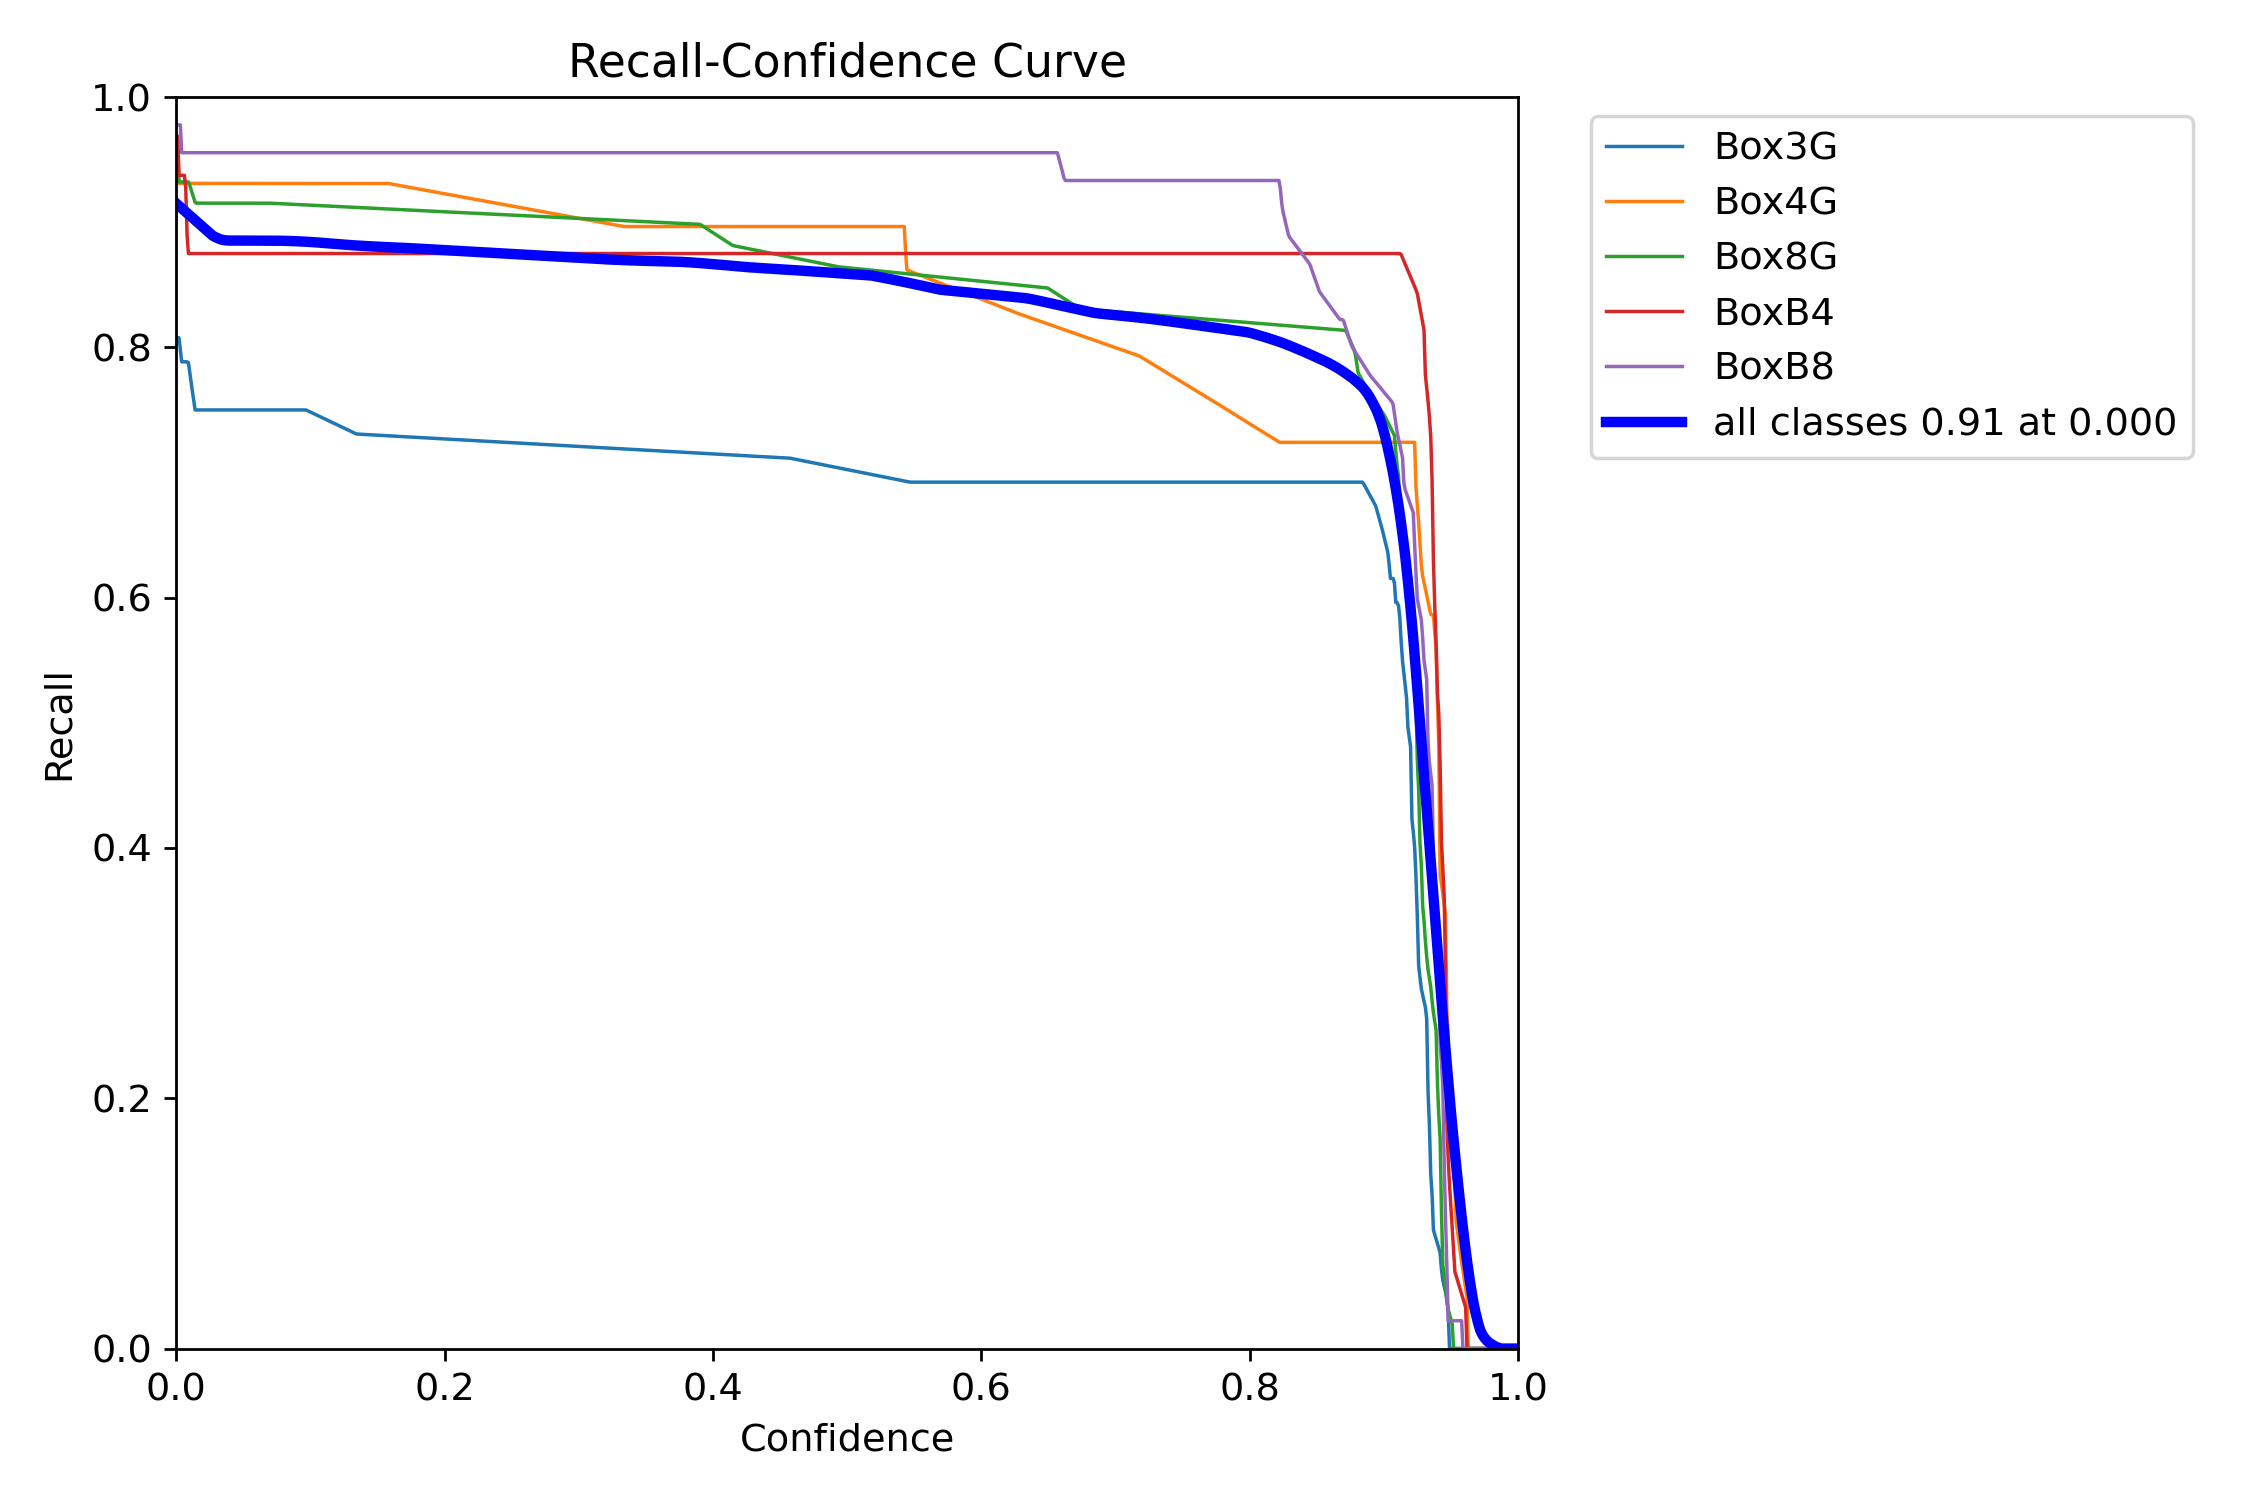 Recall-Confidence Curve
1.0
0.8
0.6
0.4
0.2
0.0
Recall
0.0 0.2 0.4 0.6 0.8 1.0
Confidence
Box3G
Box4G
Box8G
BoxB4
BoxB8
all classes 0.91 at 0.000